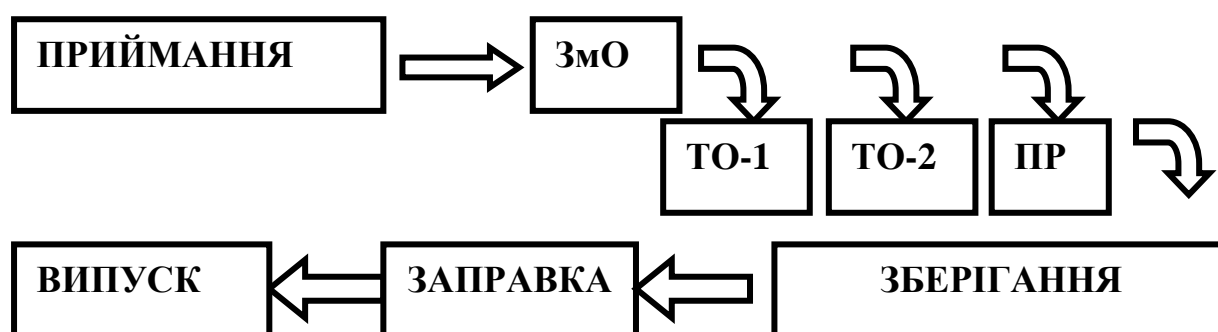 ПРИЙМАННЯ
ЗмО
ТО-1
ТО-2
ПР
ВИПУСК
ЗАПРАВКА
ЗБЕРІГАННЯ